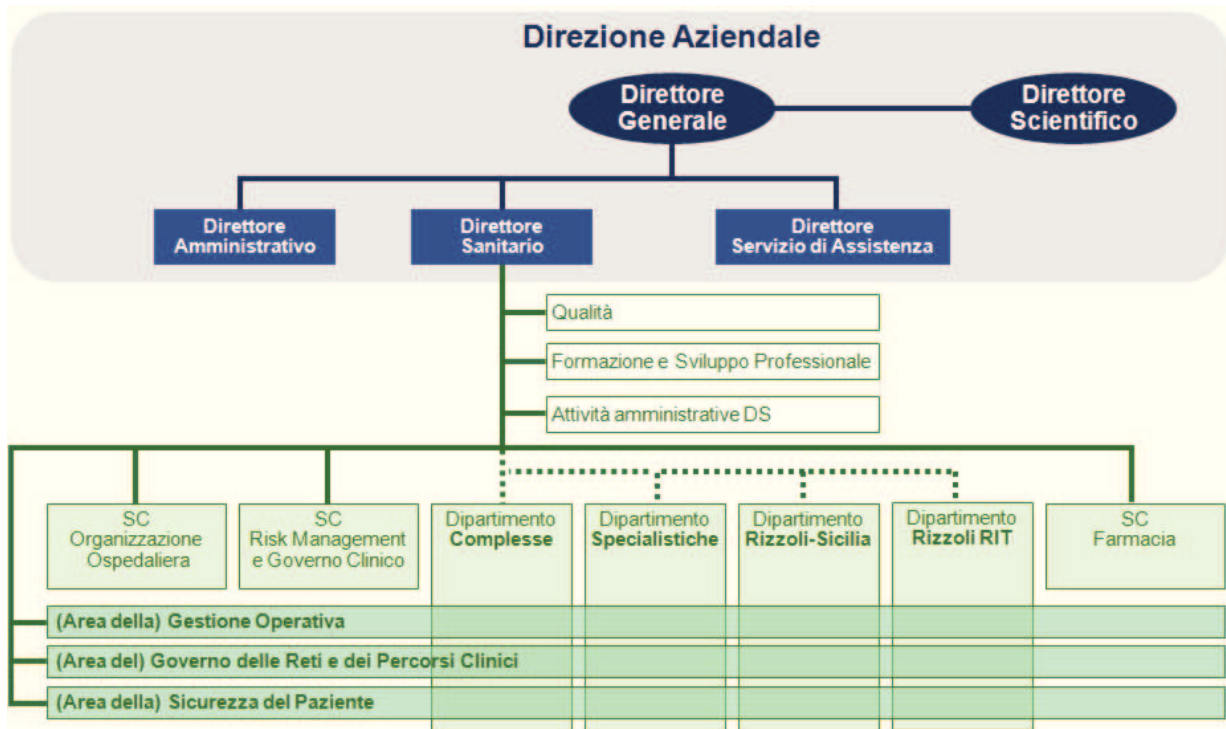 Direzione Aziendale
Direttore
Generale
Direttore
Scientifico
Direttore
Amministrativo
Direttore
Sanitario
Direttore
Servizio di Assistenza
Qualità
Formazione e Sviluppo Professionale
Attività amministrative DS
SC
Organizzazione
Ospedaliera
SC
Risk Management
e Governo Clinico
Dipartimento
Complesse
Dipartimento
Specialistiche
Dipartimento
Rizzoli-Sicilia
Dipartimento
Rizzoli RIT
SC
Farmacia
(Area della) Gestione Operativa
(Area del) Governo delle Reti e dei Percorsi Clinici
(Area della) Sicurezza del Paziente